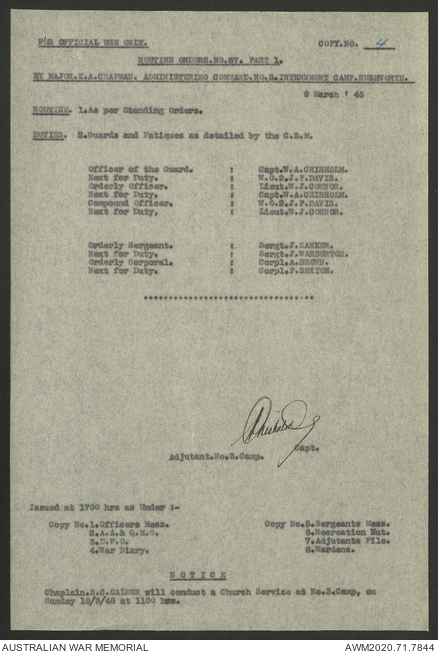 FOR OFFICIAL USE ONLY. COPY.NO. 4
ROUTINE ORDERS.NO.67. PART 1.
BY MAJOR.E.A.CHAPMAN. ADMINISTERING COMMAND.NO.3.INTERNMENT CAMP.RUSHWORTH.
9 March ' 46
ROUTINE. 1.As per Standing Orders.
DUTIES. 2.Guards and Fatiques as detailed by the C.S.M.
Officer of the Guard. : Capt.W.A.CHISHOLM.
Next for Duty. : W.O.2.J.P.DAVIS.
Orderly Officer. : Lieut.W.J.CONNOR.
Next for Duty. : Capt.W.A.CHISHOLM.
Compound Officer. : W.O.2.J.P.DAVIS.
Next for Duty, : Lieut.W.J.CONNOR.
Orderly Sergeant. : Sergt.J.ZANKER.
Next for Duty. : Sergt.J.WARBURTON.
Orderly Corporal. : Corpl.A.BROWN.
Next for Duty. : Corpl.F.SEXTON.
Capt.
Adjutant.No.3.Camp.
Issued at 1700 hrs as Under :-
Copy No.1.Officers Mess. Copy No.5.Sergeants Mess.
2.A.A& Q.M.G. 6.Recreation Hut.
3.D.F.O. 7.Adjutants File.
4.War Diary. 8.Wardens.
N O T I C E
Chaplain.S.C.CALDER will conduct a Church Service at No.3.Camp, on
Sunday 10/3/46 at 1100 hrs.
AUSTRALIAN WAR MEMORIAL AWM2020.71.7844